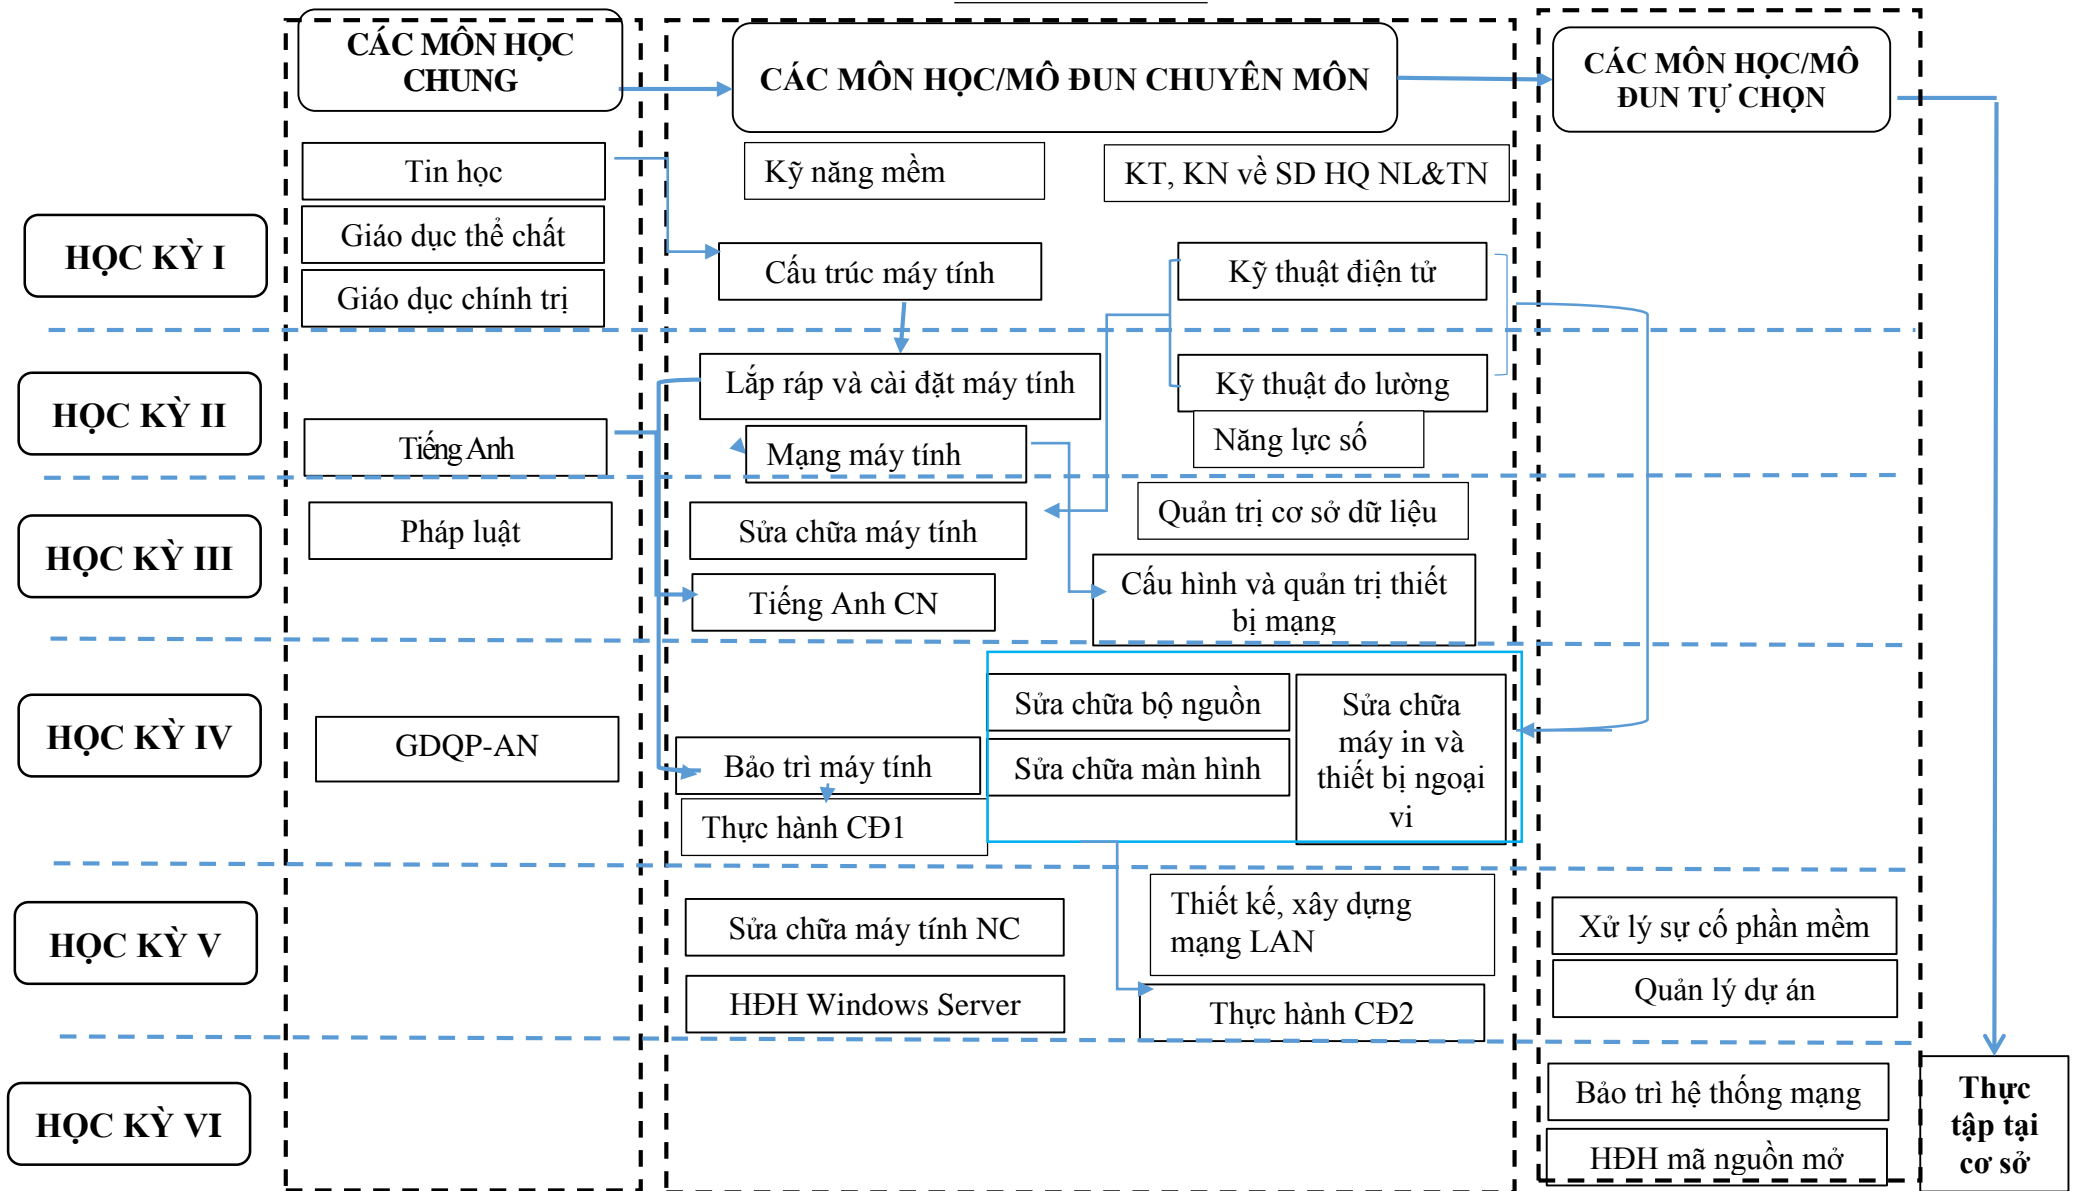 CÁC MÔN HỌC
CHUNG
CÁC MÔN HỌC/MÔ ĐUN CHUYÊN MÔN
CÁC MÔN HỌC/MÔ
ĐUN TỰ CHỌN
HỌC KỲ I
Tin học
Giáo dục thể chất
Giáo dục chính trị
Kỹ năng mềm
KT, KN về SD HQ NL&TN
Cấu trúc máy tính
Kỹ thuật điện tử
HỌC KỲ II
Tiếng Anh
Lắp ráp và cài đặt máy tính
Kỹ thuật đo lường
Mạng máy tính
Năng lực số
HỌC KỲ III
Pháp luật
Sửa chữa máy tính
Quản trị cơ sở dữ liệu
Tiếng Anh CN
Cấu hình và quản trị thiết
bị mạng
HỌC KỲ IV
GDQP-AN
Bảo trì máy tính
Thực hành CĐ1
Sửa chữa bộ nguồn
Sửa chữa màn hình
Sửa chữa
máy in và
thiết bị ngoại
vi
HỌC KỲ V
Sửa chữa máy tính NC
HĐH Windows Server
Thiết kế, xây dựng
mạng LAN
Thực hành CĐ2
Xử lý sự cố phần mềm
Quản lý dự án
HỌC KỲ VI
Bảo trì hệ thống mạng
HĐH mã nguồn mở
Thực
tập tại
cơ sở